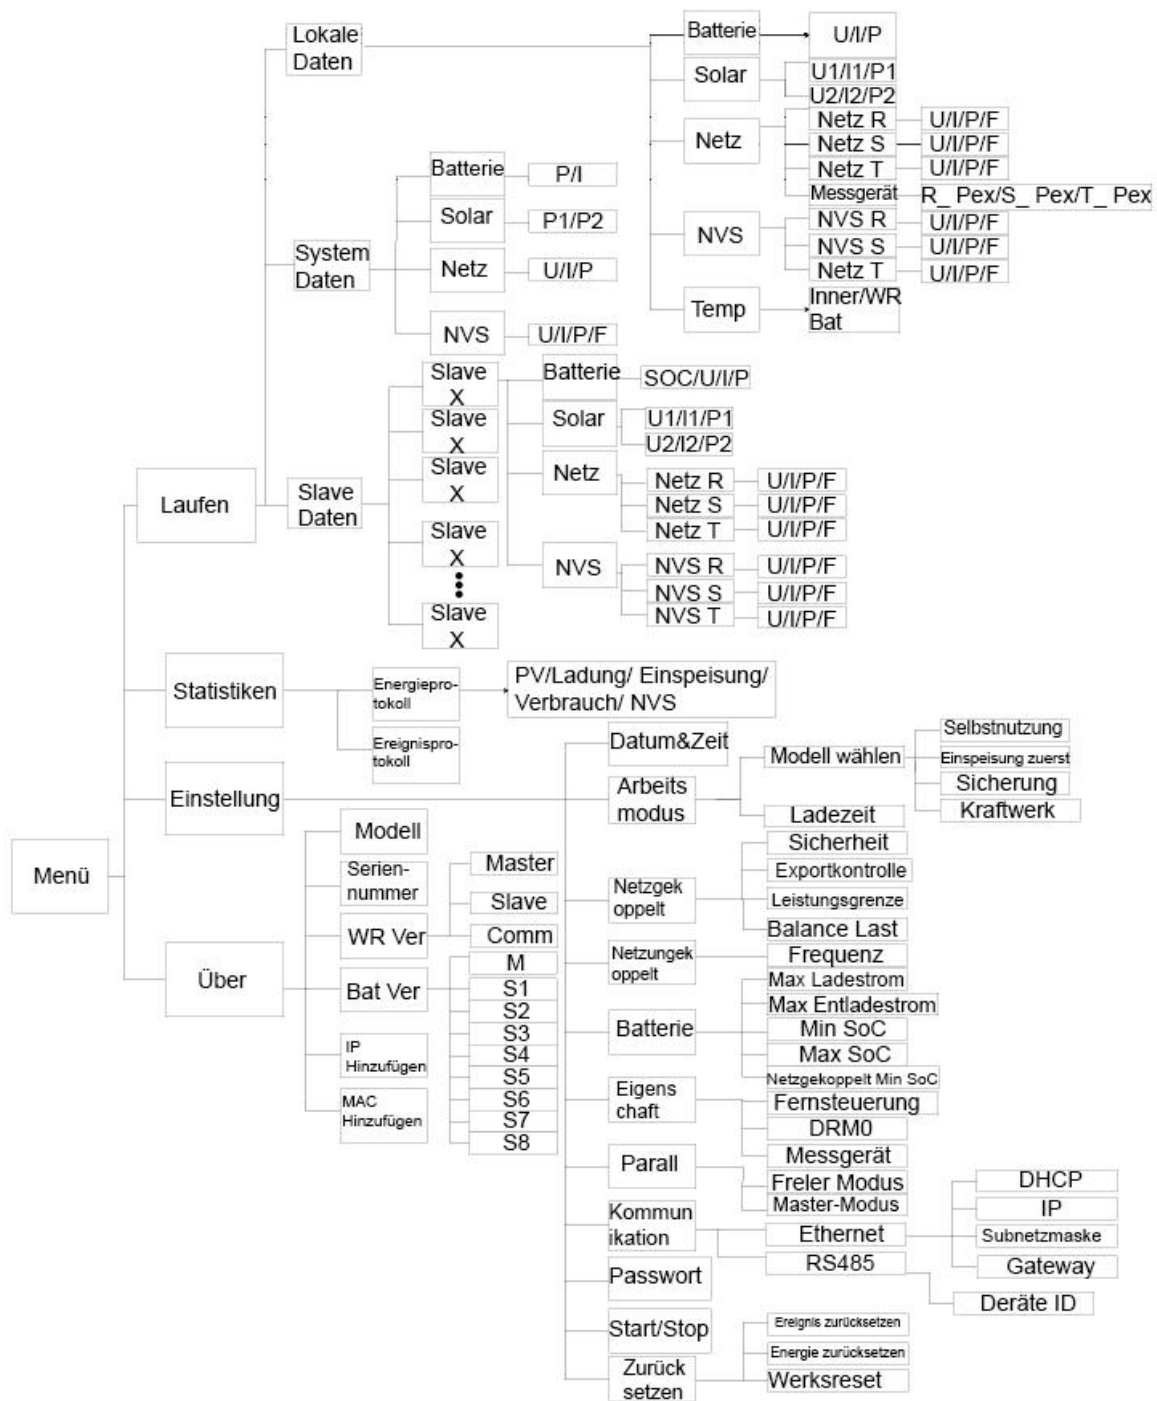 Menü
Laufen
Lokale
Daten
Batterie
U/I/P
Solar
U1/I1/P1
U2/I2/P2
Netz
Netz R
U/I/P/F
Netz S
U/I/P/F
Netz T
U/I/P/F
Messgerät
R_ Pex/S_ Pex/T_ Pex
NVS
NVS R
U/I/P/F
NVS S
U/I/P/F
Netz T
U/I/P/F
Temp
Inner/WR
Bat
System
Daten
Batterie
P/I
Solar
P1/P2
Netz
U/I/P
NVS
U/I/P/F
Slave
Daten
Slave
X
Slave
X
Slave
X
Slave
X
Slave
X
Batterie
SOC/U/I/P
Solar
U1/I1/P1
U2/I2/P2
Netz
Netz R
U/I/P/F
Netz S
U/I/P/F
Netz T
U/I/P/F
NVS
NVS R
U/I/P/F
NVS S
U/I/P/F
NVS T
U/I/P/F
Statistiken
Energiepro-
tokoll
PV/Ladung/ Einspeisung/
Verbrauch/ NVS
Ereignispro-
tokoll
Einstellung
Datum&Zeit
Arbeits
modus
Modell wählen
Selbstnutzung
Einspeisung zuerst
Sicherung
Kraftwerk
Ladezeit
Netzgek
oppelt
Sicherheit
Exportkontrolle
Leistungsgrenze
Balance Last
Netzungek
oppelt
Frequenz
Batterie
Max Ladestrom
Max Entladestrom
Min SoC
Max SoC
Netzgekoppelt Min SoC
Eigens
chaft
Fernsteuerung
DRM0
Messgerät
Parall
Freler Modus
Master-Modus
Kommun
ikation
Ethernet
DHCP
IP
Subnetzmaske
Gateway
RS485
Deräte ID
Passwort
Start/Stop
Zurück
setzen
Ereignis zurücksetzen
Energie zurücksetzen
Werksreset
Über
Modell
Serien-
nummer
WR Ver
Master
Slave
Comm
Bat Ver
M
S1
S2
S3
S4
S5
S6
S7
S8
IP
Hinzufügen
MAC
Hinzufügen